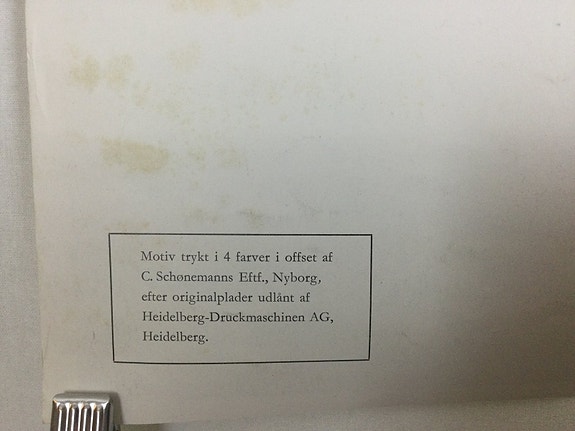 Motiv trykt i 4 farver i offset af
C. Schønemanns Eftf., Nyborg,
efter originalplader udlånt af
Heidelberg-Druckmaschinen AG,
Heidelberg.